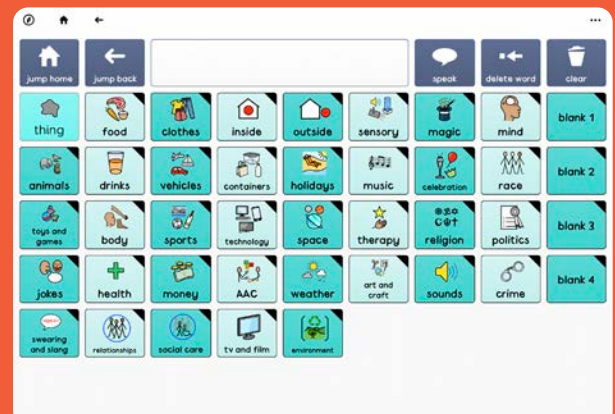 jump home jump back speak delete word clear
thing food clothes inside outside sensory magic mind blank 1
animals drinks vehicles containers holidays music celebration race blank 2
toys and
games body sports technology space therapy religion politics blank 3
jokes health money AAC weather art and
craft sounds crime blank 4
swearing
and slang relationships social care tv and film environment